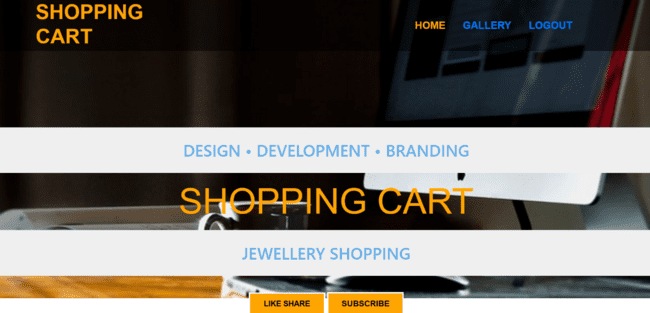 SHOPPING
CART
HOME GALLERY LOGOUT
DESIGN • DEVELOPMENT • BRANDING
SHOPPING CART
JEWELLERY SHOPPING
LIKE SHARE SUBSCRIBE